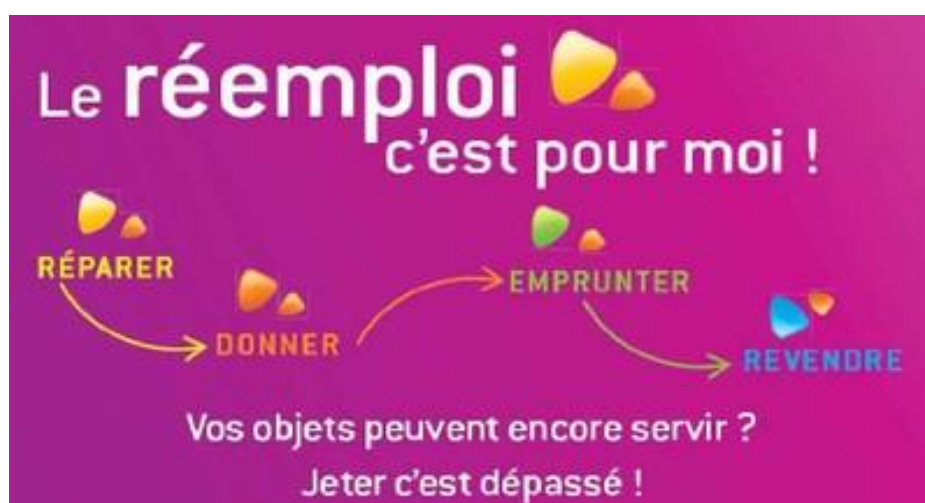 Le réemploi
c'est pour moi !
RÉPARER
DONNER
EMPRUNTER
REVENDRE
Vos objets peuvent encore servir ?
Jeter c'est dépassé !